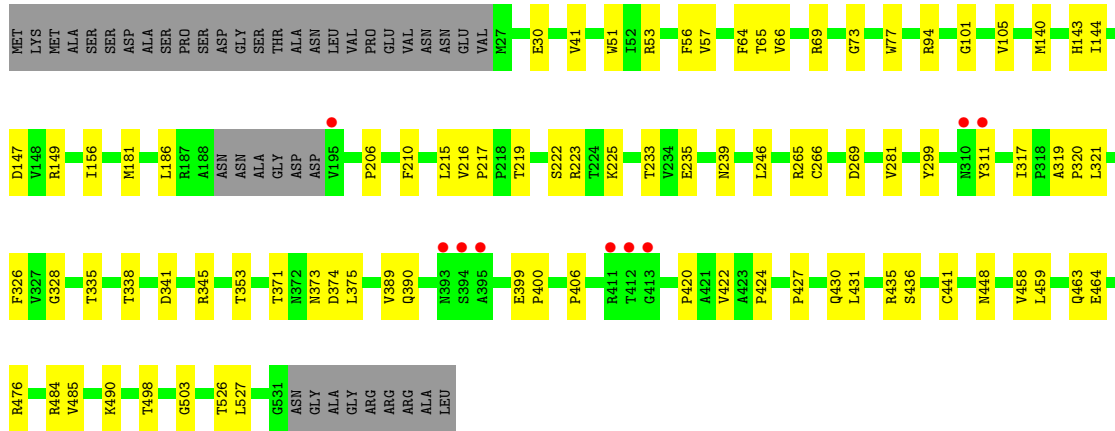 MET LYS MET ALA SER SER ASP ALA SER PRO SER ASP GLY SER THR ALA ASN LEU VAL PRO GLU VAL ASN ASN GLU VAL M27 E30 V41 W51 I52 R53 F56 V57 F64 T65 V66 R69 G73 W77 R94 G101 V105 M140 H143 I144
D147 V148 R149 I156 M181 L186 R187 A188 ASN ASN ALA GLY ASP ASP V195 P206 F210 L215 V216 P217 P218 T219 S222 R223 T224 K225 T233 V234 E235 N239 L246 R265 C266 D269 V281 Y299 N310 Y311 I317 P318 A319 P320 L321
F326 V327 G328 T335 T338 D341 R345 T353 T371 N372 N373 D374 L375 V389 Q390 N393 S394 A395 E399 P400 P406 R411 T412 G413 P420 A421 V422 A423 P424 P427 Q430 L431 R435 S436 C441 N448 V458 L459 Q463 E464
R476 R484 V485 K490 T498 G503 T526 L527 G531 ASN GLY ALA GLY ARG ARG ARG ALA LEU